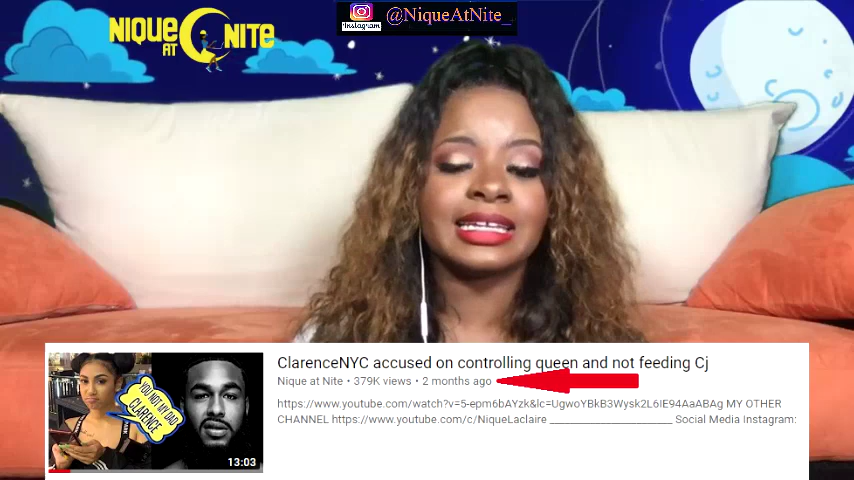 NIQUE NITE
AT
Instagram
@NiqueAtNite_
ClarenceNYC accused on controlling queen and not feeding Cj
Nique at Nite • 379K views • 2 months ago
https://www.youtube.com/watch?v=5-epm6bAYzk&lc=UgwoYBkB3Wysk2L6IE94AaABAg MY OTHER
CHANNEL https://www.youtube.com/c/NiqueLaclaire ________________________ Social Media Instagram:
YOU NOT MY DAD
CLARENCE
13:03